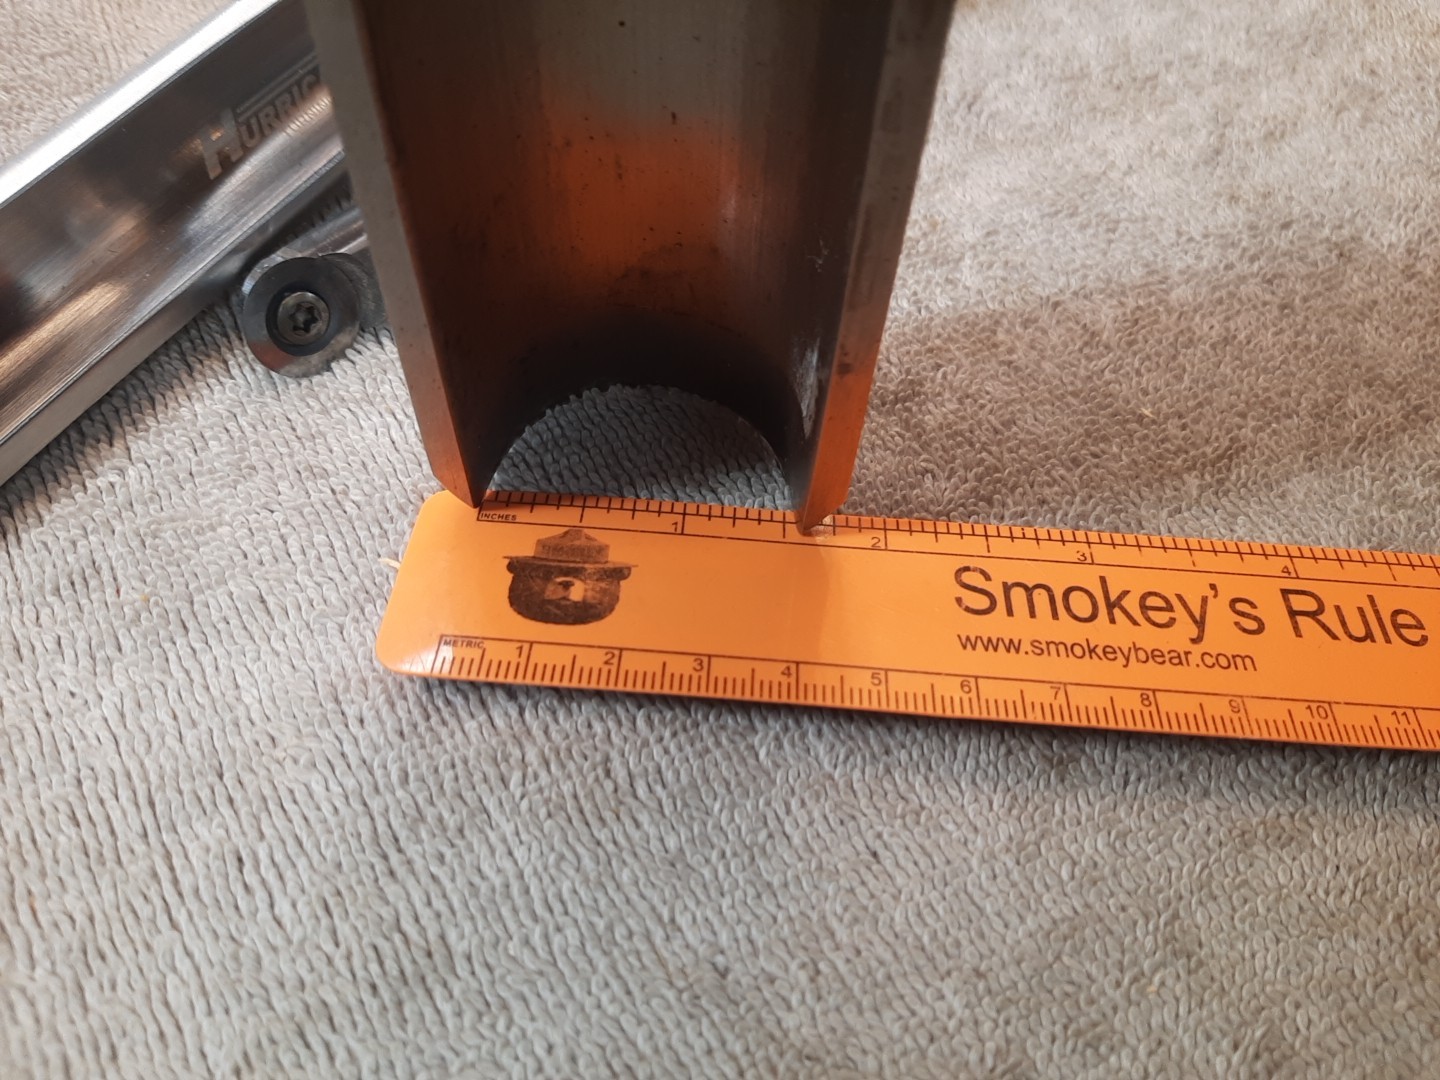 HURRIC
INCHES
1 2 3 4
SMOKEY
Smokey's Rule
www.smokeybear.com
METRIC
1 2 3 4 5 6 7 8 9 10 11